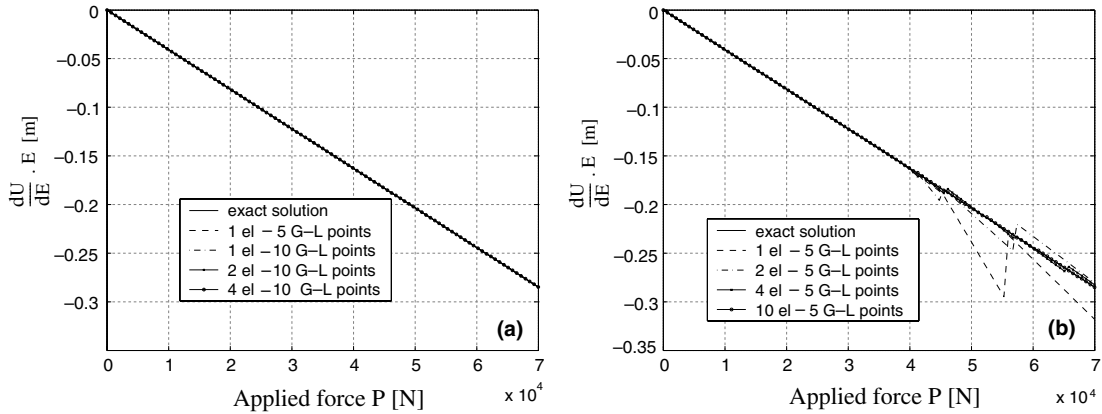 0
−0.05
−0.1
−0.15
−0.2
−0.25
−0.3
dU
dE . E [m]
exact solution
1 el − 5 G−L points
1 el −10 G−L points
2 el −10 G−L points
4 el −10 G−L points
(a)
0 1 2 3 4 5 6 7
x 10⁴
Applied force P [N]
0
−0.05
−0.1
−0.15
−0.2
−0.25
−0.3
−0.35
dU
dE . E [m]
exact solution
1 el − 5 G−L points
2 el − 5 G−L points
4 el − 5 G−L points
10 el − 5 G−L points
(b)
0 1 2 3 4 5 6 7
x 10⁴
Applied force P [N]